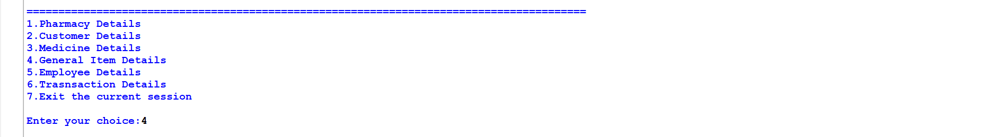 ========================================================================================
1.Pharmacy Details
2.Customer Details
3.Medicine Details
4.General Item Details
5.Employee Details
6.Trasnsaction Details
7.Exit the current session
Enter your choice:4